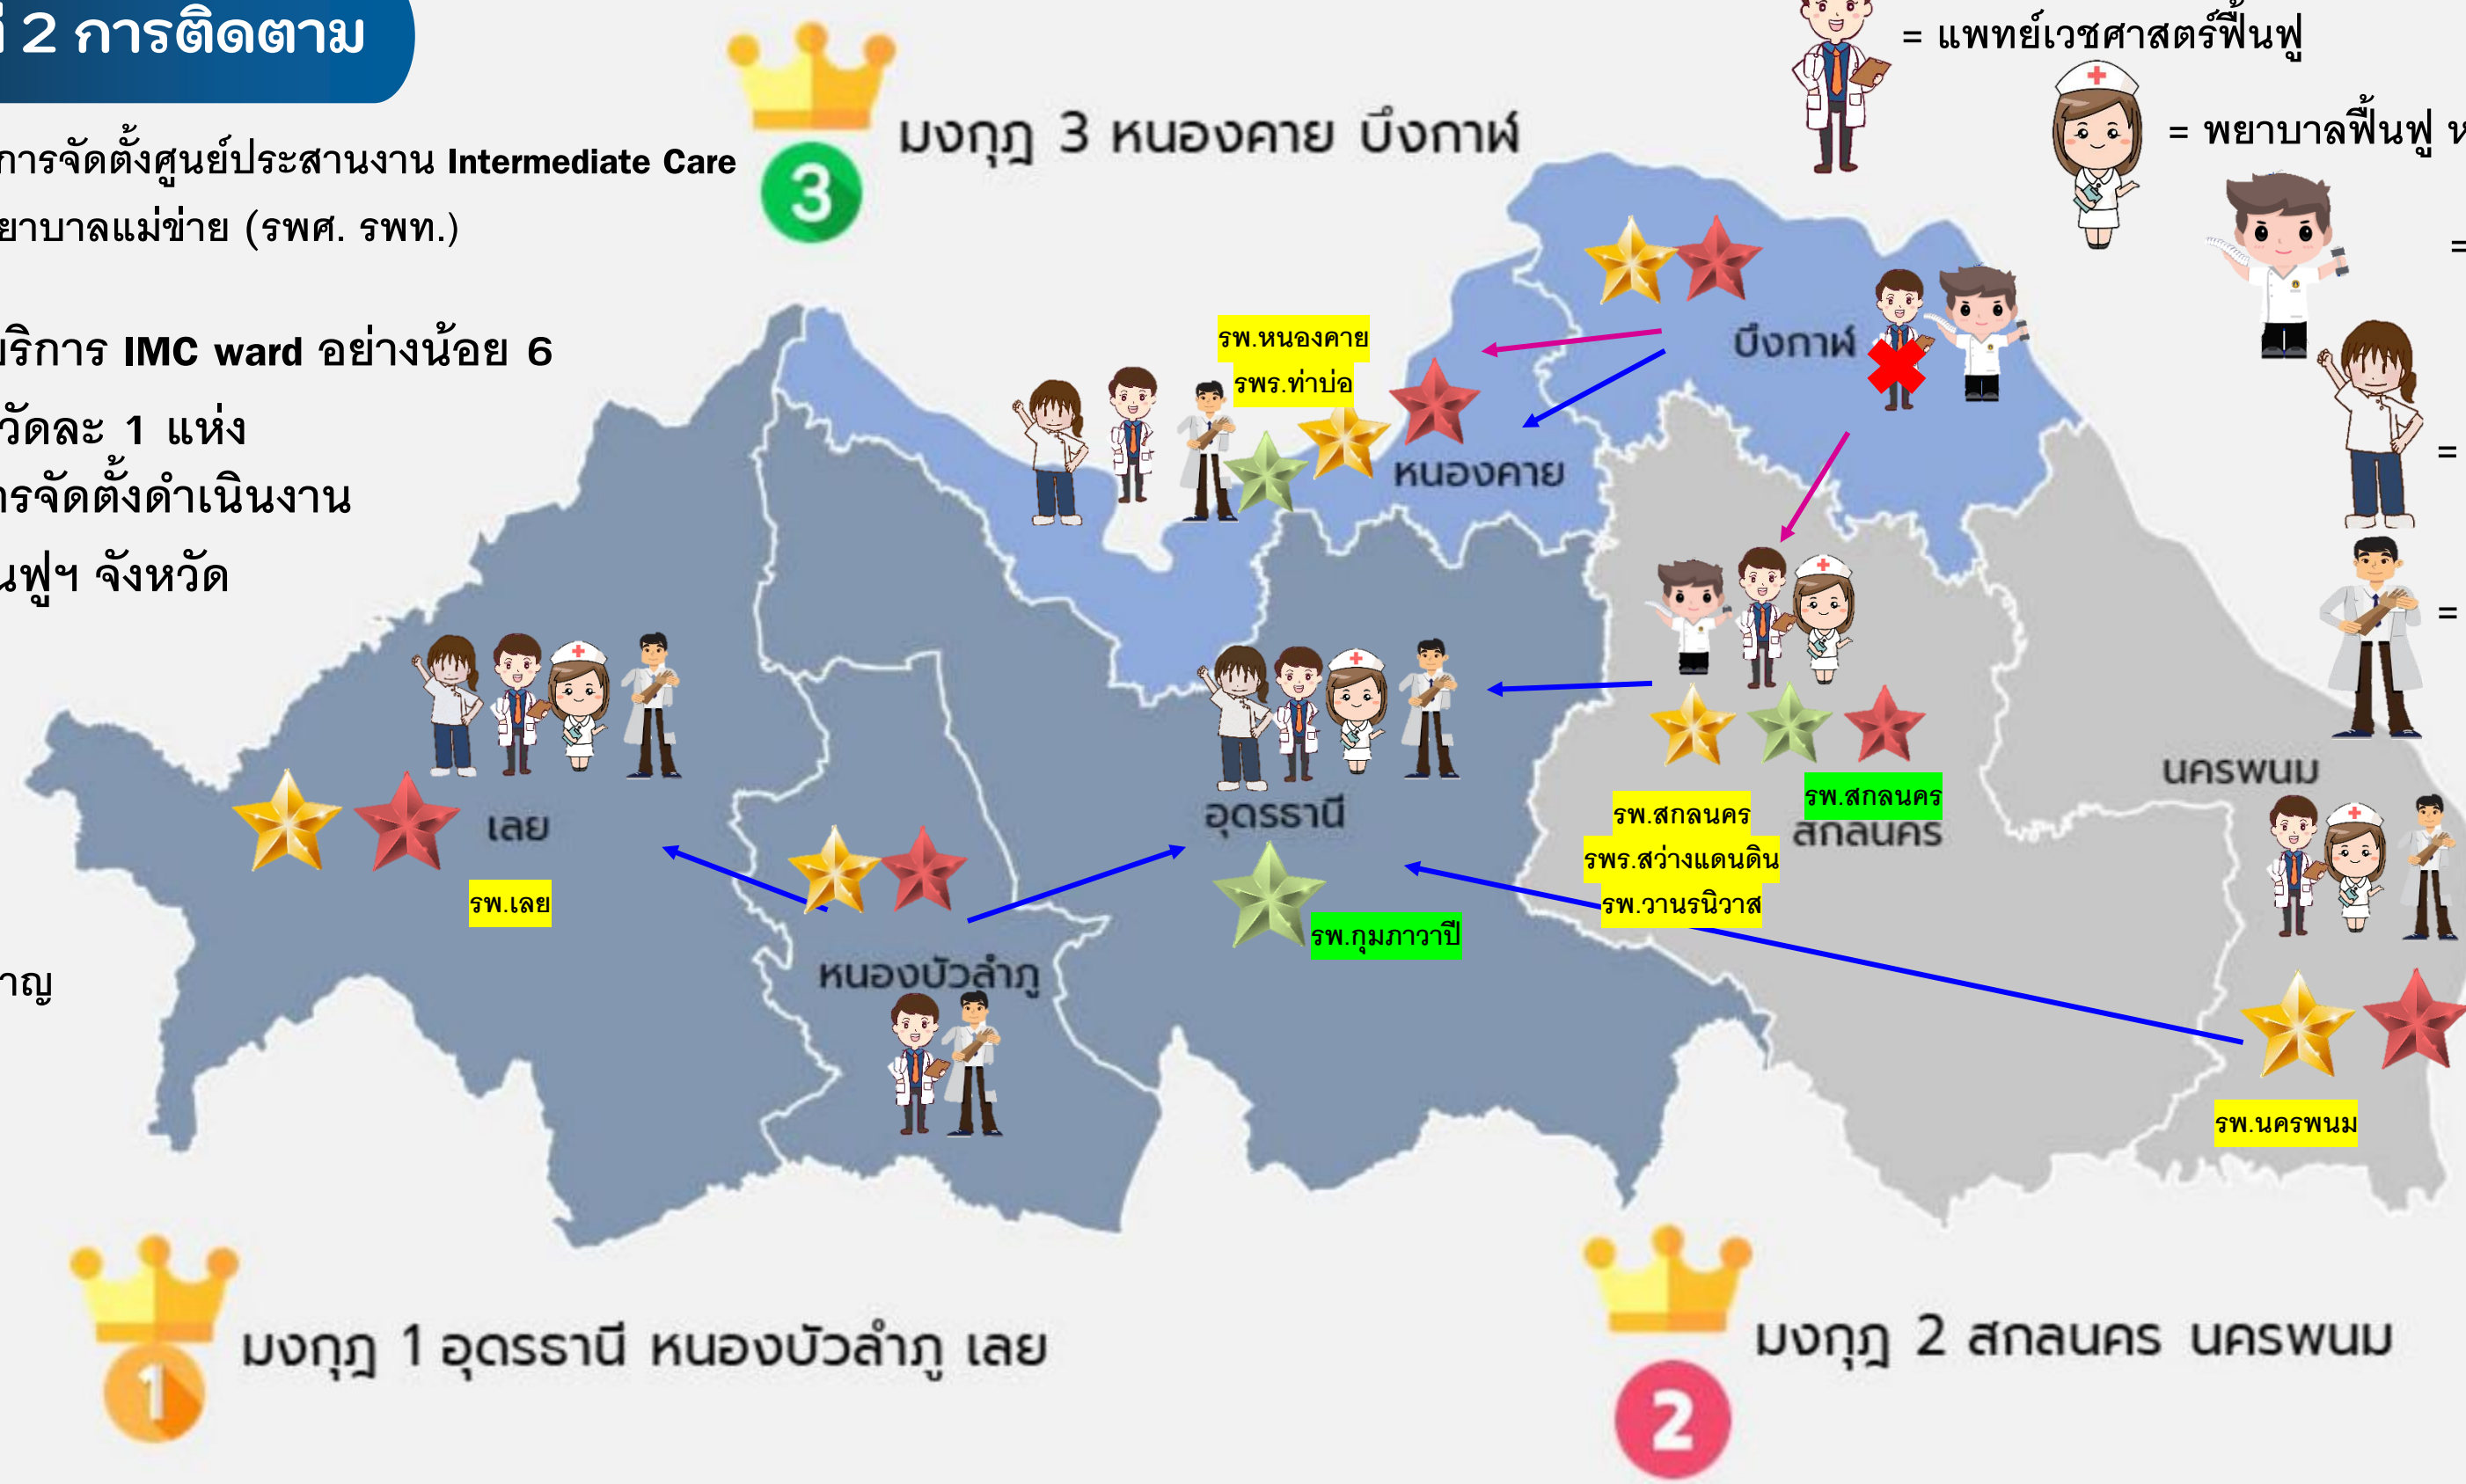 ที่ 2 การติดตาม
การจัดตั้งศูนย์ประสานงาน Intermediate Care
ยาบาลแม่ข่าย (รพศ. รพท.)
ริการ IMC ward อย่างน้อย 6
วัดละ 1 แห่ง
ารจัดตั้งดำเนินงาน
นฟูฯ จังหวัด
าญ
3
มงกุฎ 3 หนองคาย บึงกาฬ
= แพทย์เวชศาสตร์ฟื้นฟู
= พยาบาลฟื้นฟู ห
=
=
=
รพ.หนองคาย
รพร.ท่าบ่อ
หนองคาย
บึงกาฬ
เลย
รพ.เลย
หนองบัวลำภู
อุดรธานี
รพ.กุมภาวาปี
รพ.สกลนคร
รพร.สว่างแดนดิน
รพ.วานรนิวาส
รพ.สกลนคร
สกลนคร
นครพนม
รพ.นครพนม
1
มงกุฎ 1 อุดรธานี หนองบัวลำภู เลย
2
มงกุฎ 2 สกลนคร นครพนม